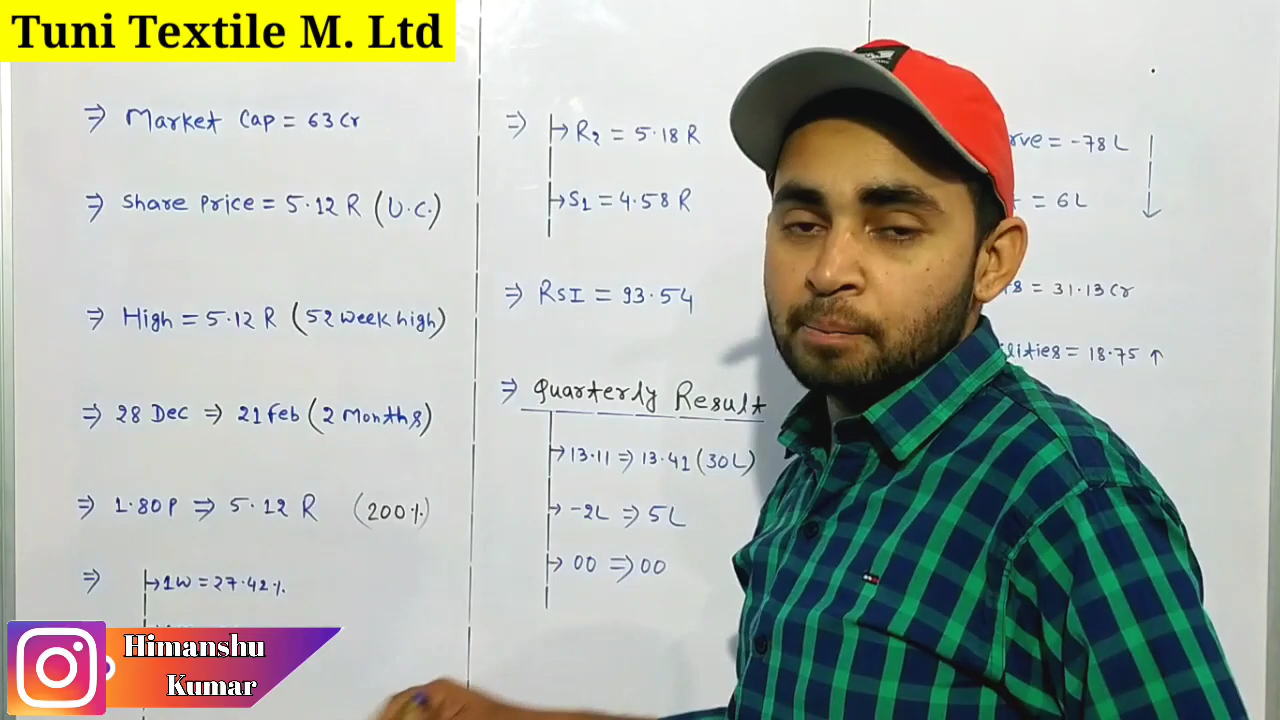 Tuni Textile M. Ltd
⇒ Market Cap = 63 Cr
⇒ Share Price = 5.12 R (U.C.)
⇒ High = 5.12 R (52 week high)
⇒ 28 Dec ⇒ 21 Feb (2 Months)
⇒ 1.80 P ⇒ 5.12 R (200%)
⇒ → 1W = 27.42%
⇒ → R₂ = 5.18 R
→ S₁ = 4.58 R
⇒ RSI = 93.54
⇒ Quarterly Result
→ 13.11 ⇒ 13.41 (30L)
→ -2L ⇒ 5L
→ 00 ⇒ 00
rve = -78 L
= 6L
= 31.13 Cr
lities = 18.75 ↑
Himanshu
Kumar